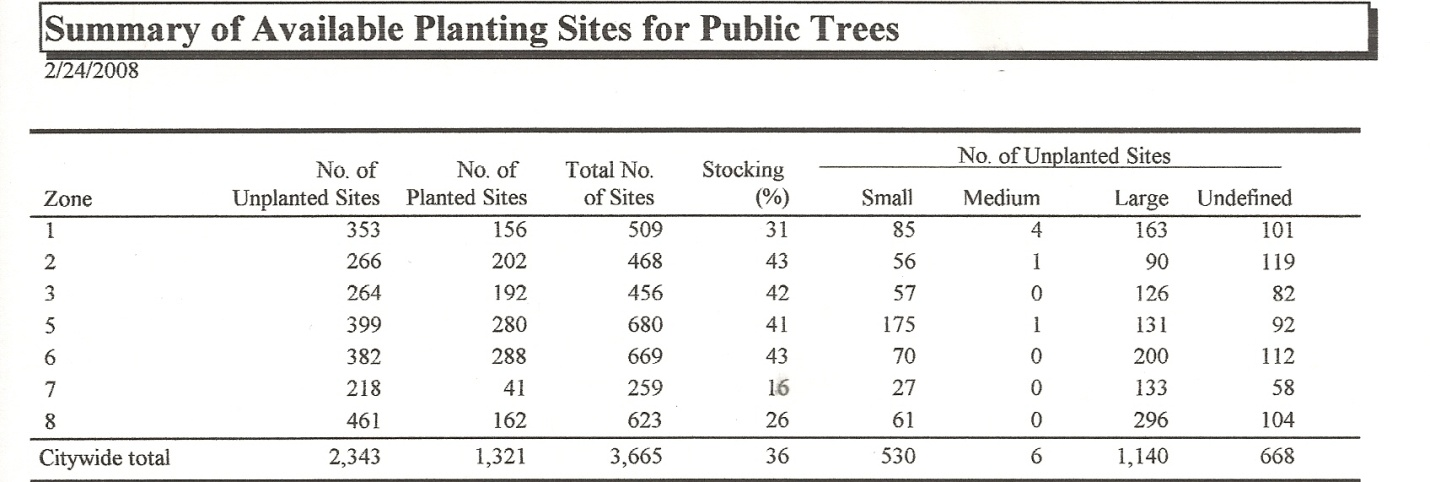 Summary of Available Planting Sites for Public Trees
2/24/2008
No. of Unplanted Sites
No. of No. of Total No. Stocking
Zone Unplanted Sites Planted Sites of Sites (%) Small Medium Large Undefined
1 353 156 509 31 85 4 163 101
2 266 202 468 43 56 1 90 119
3 264 192 456 42 57 0 126 82
5 399 280 680 41 175 1 131 92
6 382 288 669 43 70 0 200 112
7 218 41 259 16 27 0 133 58
8 461 162 623 26 61 0 296 104
Citywide total 2,343 1,321 3,665 36 530 6 1,140 668